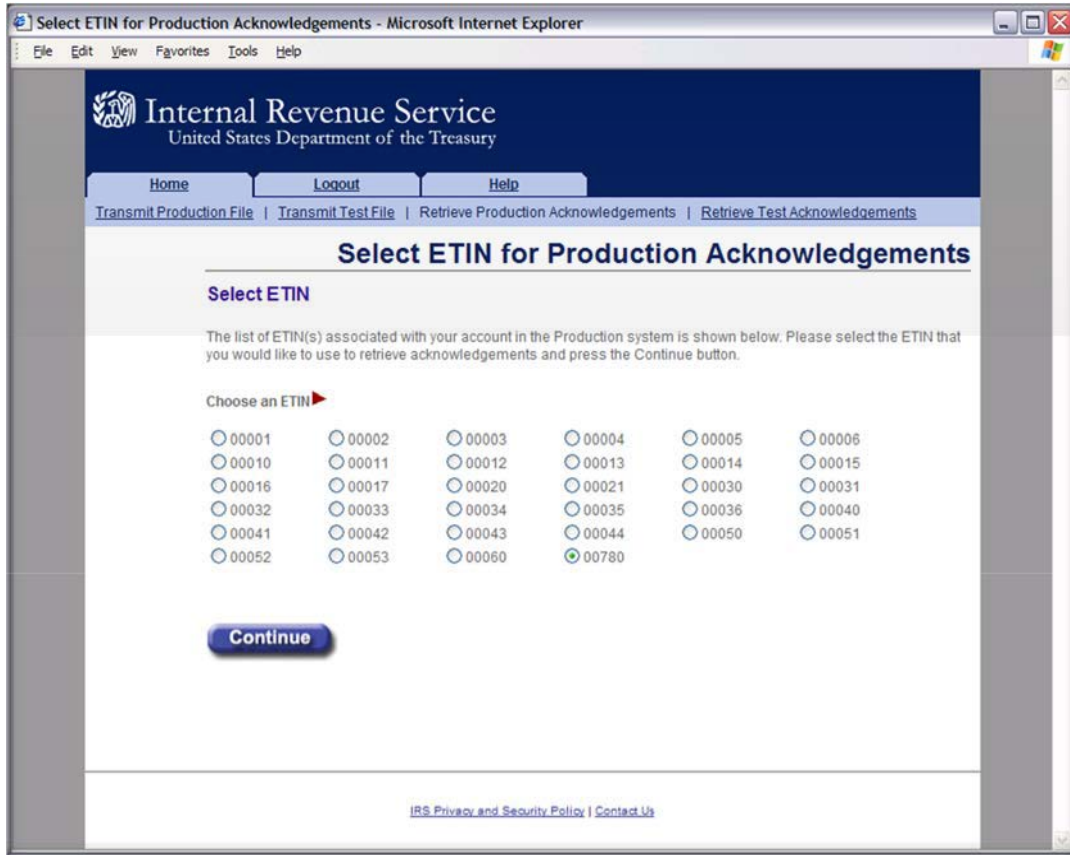 Select ETIN for Production Acknowledgements - Microsoft Internet Explorer
File Edit View Favorites Tools Help
Internal Revenue Service
United States Department of the Treasury
Home Logout Help
Transmit Production File | Transmit Test File | Retrieve Production Acknowledgements | Retrieve Test Acknowledgements
Select ETIN for Production Acknowledgements
Select ETIN
The list of ETIN(s) associated with your account in the Production system is shown below. Please select the ETIN that
you would like to use to retrieve acknowledgements and press the Continue button.
Choose an ETIN
00001 00002 00003 00004 00005 00006
00010 00011 00012 00013 00014 00015
00016 00017 00020 00021 00030 00031
00032 00033 00034 00035 00036 00040
00041 00042 00043 00044 00050 00051
00052 00053 00060 00780
Continue
IRS Privacy and Security Policy | Contact Us